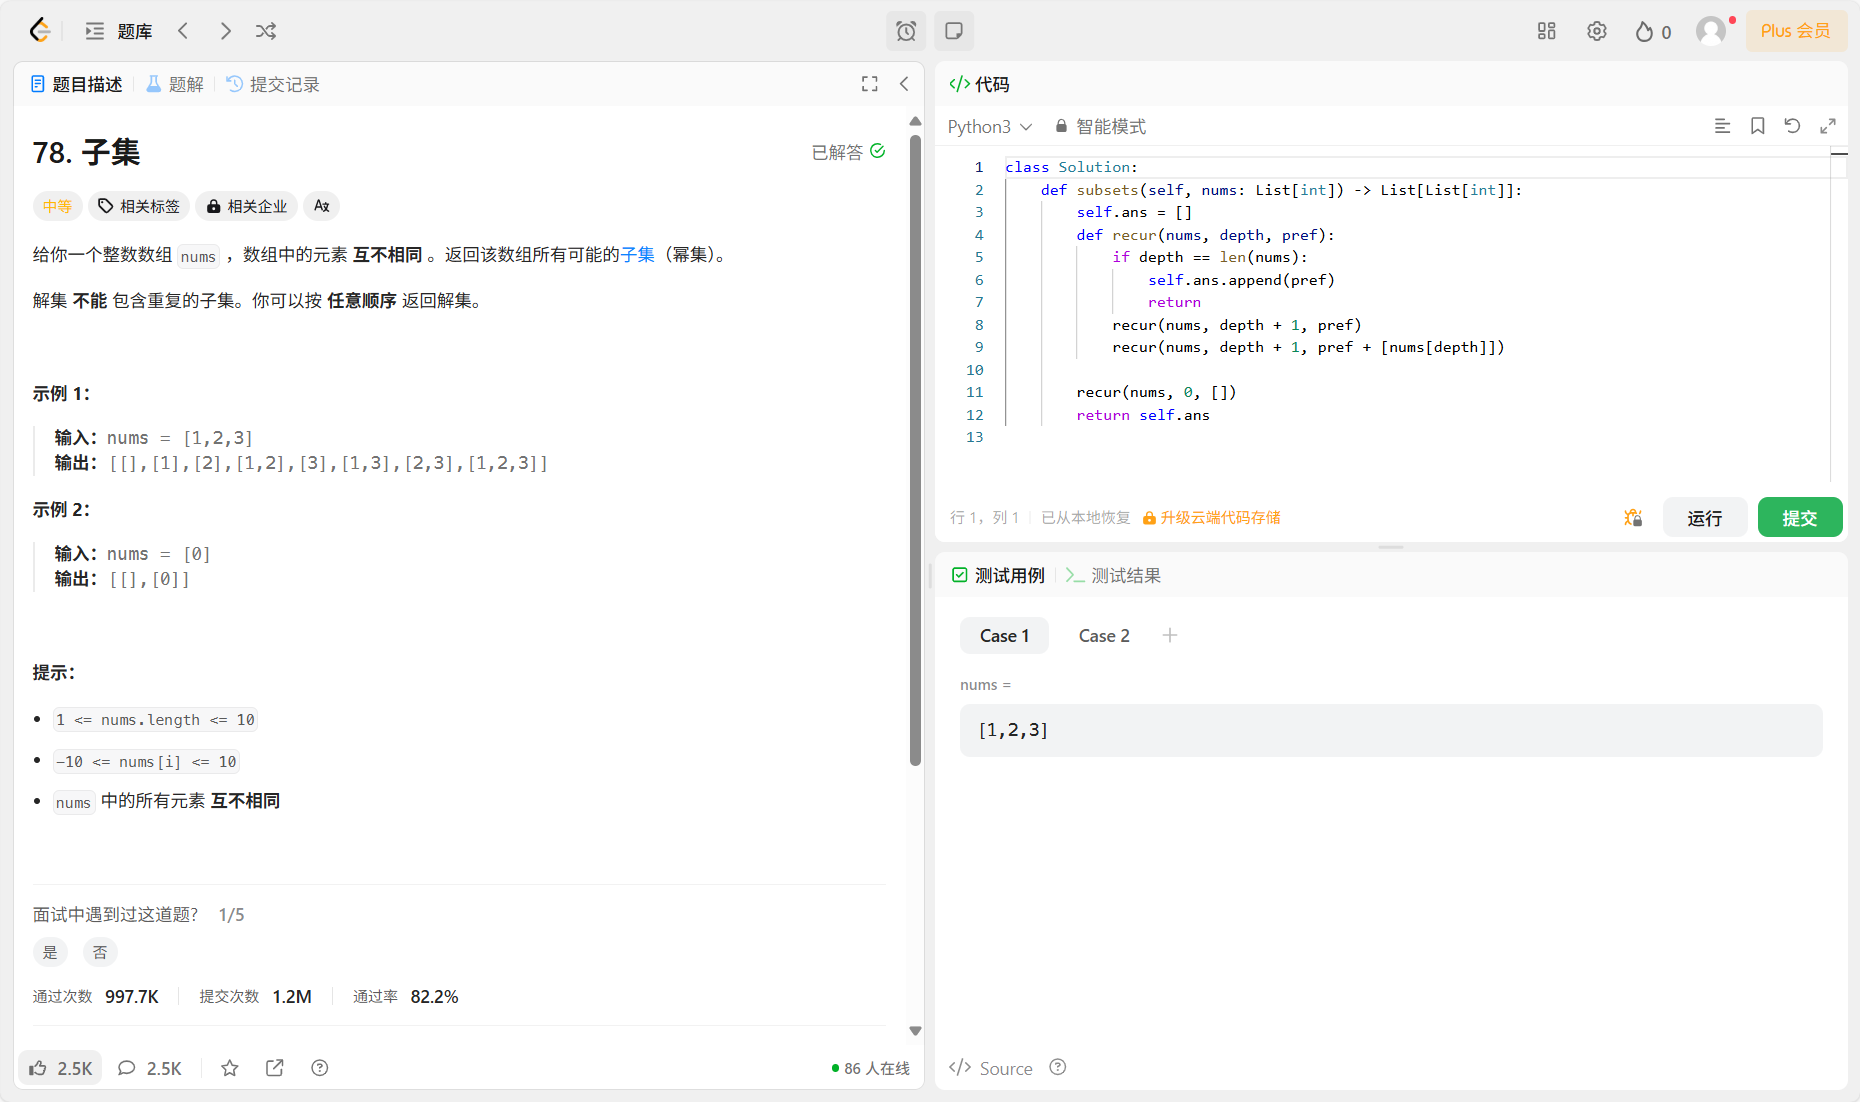 题库
0
Plus 会员
题目描述
题解
提交记录
78. 子集
已解答
中等
相关标签
相关企业
给你一个整数数组 nums ，数组中的元素 互不相同 。返回该数组所有可能的子集（幂集）。
解集 不能 包含重复的子集。你可以按 任意顺序 返回解集。
示例 1：
输入：nums = [1,2,3]
输出：[[],[1],[2],[1,2],[3],[1,3],[2,3],[1,2,3]]
示例 2：
输入：nums = [0]
输出：[[],[0]]
提示：
1 <= nums.length <= 10
-10 <= nums[i] <= 10
nums 中的所有元素 互不相同
面试中遇到过这道题? 1/5
是 否
通过次数 997.7K 提交次数 1.2M 通过率 82.2%
2.5K 2.5K
86 人在线
</> 代码
Python3 智能模式
1 class Solution:
2     def subsets(self, nums: List[int]) -> List[List[int]]:
3         self.ans = []
4         def recur(nums, depth, pref):
5             if depth == len(nums):
6                 self.ans.append(pref)
7                 return
8             recur(nums, depth + 1, pref)
9             recur(nums, depth + 1, pref + [nums[depth]])
10
11         recur(nums, 0, [])
12         return self.ans
13
行 1，列 1 已从本地恢复 升级云端代码存储
运行 提交
测试用例 测试结果
Case 1 Case 2 +
nums =
[1,2,3]
</> Source